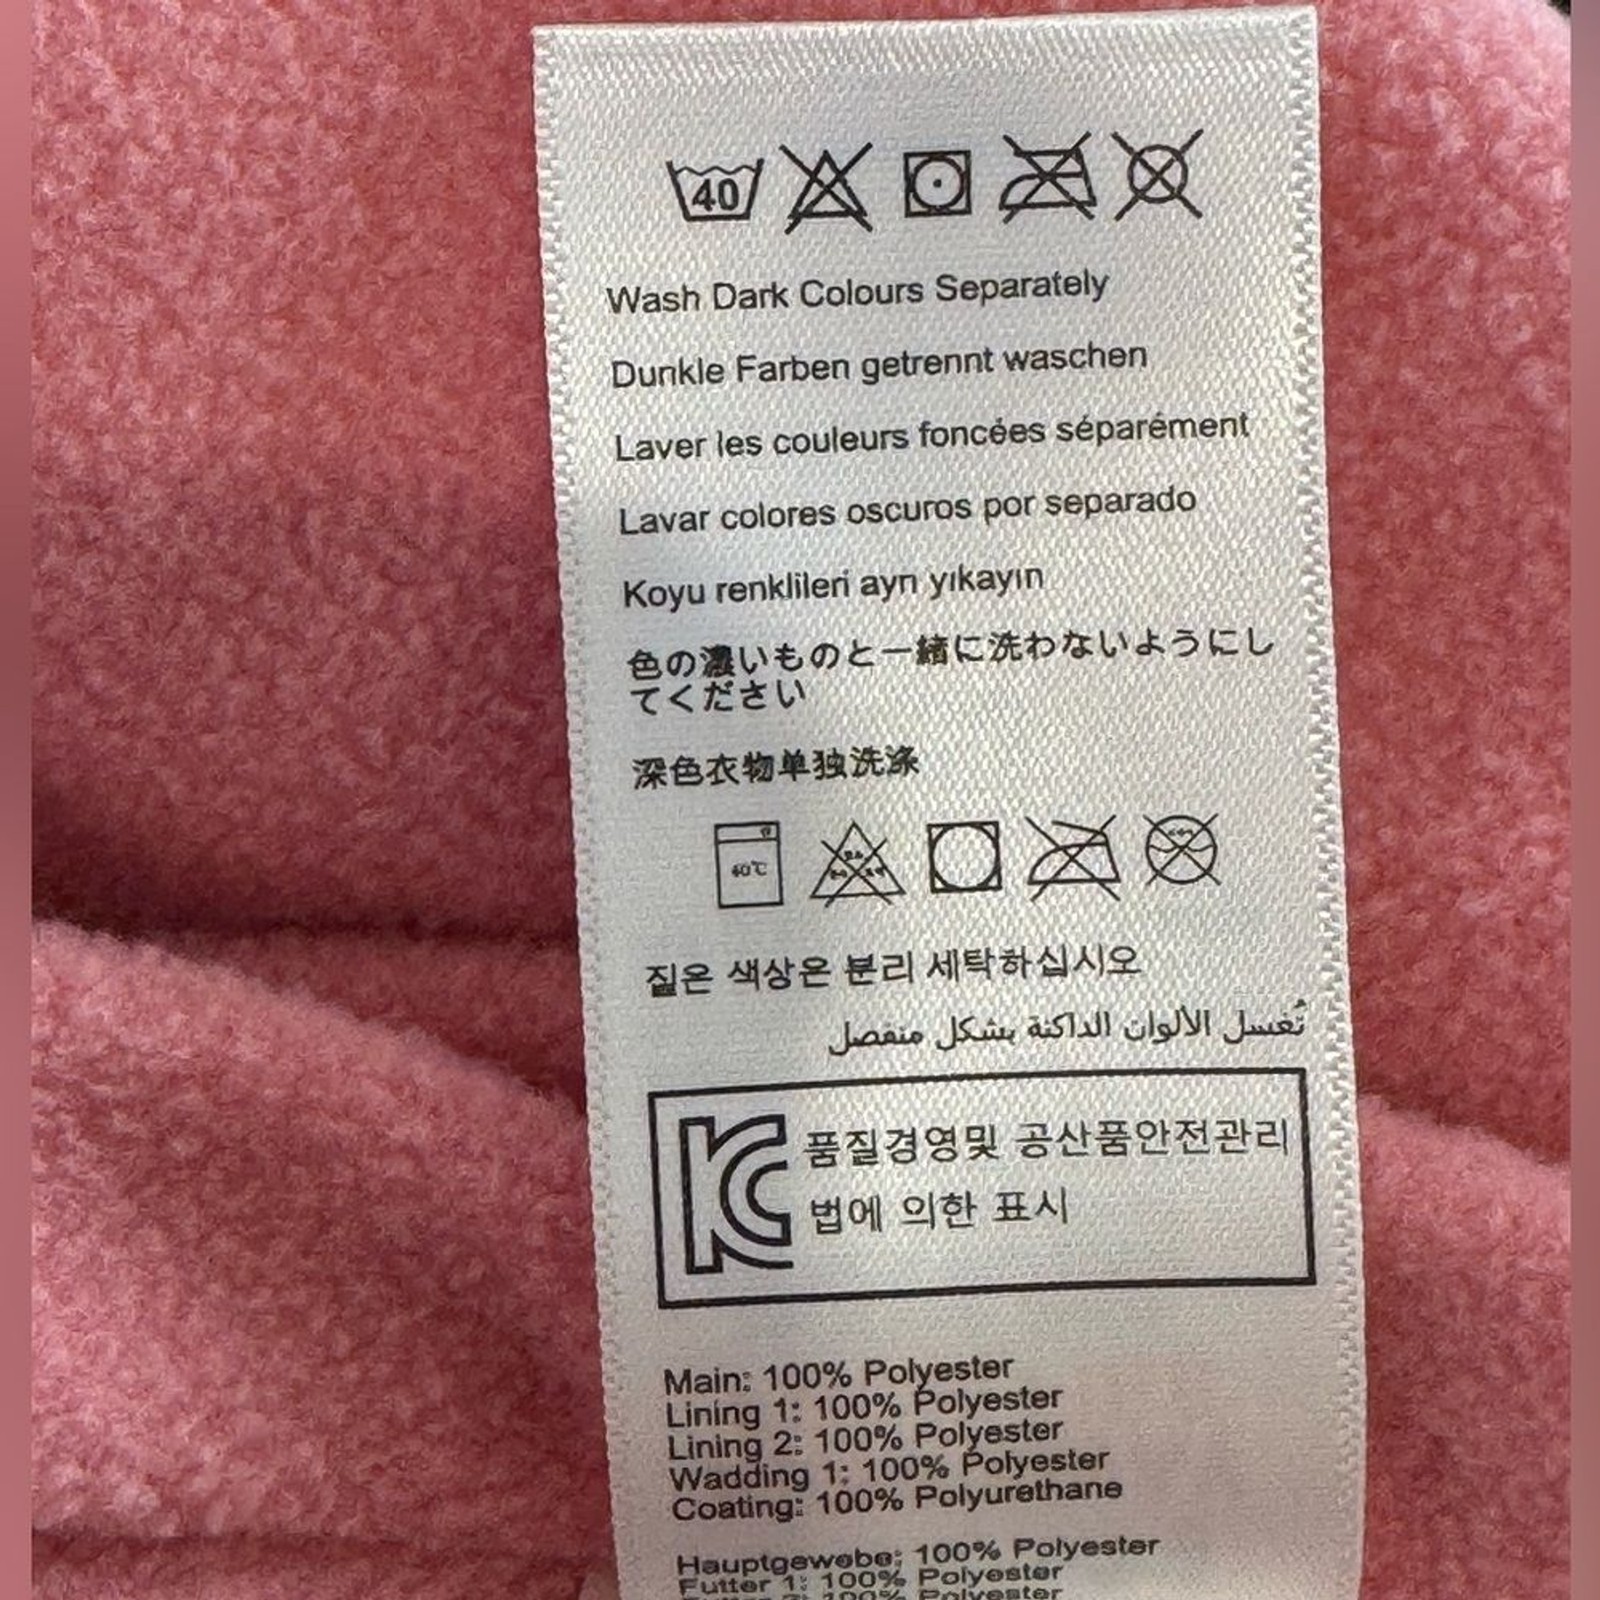 40
Wash Dark Colours Separately
Dunkle Farben getrennt waschen
Laver les couleurs foncées séparément
Lavar colores oscuros por separado
Koyu renklileri ayrı yıkayın
色の濃いものと一緒に洗わないようにし
てください
深色衣物单独洗涤
40℃
짙은 색상은 분리 세탁하십시오
تُغسل الألوان الداكنة بشكل منفصل
품질경영및 공산품안전관리
법에 의한 표시
Main: 100% Polyester
Lining 1: 100% Polyester
Lining 2: 100% Polyester
Wadding 1: 100% Polyester
Coating: 100% Polyurethane
Hauptgewebe: 100% Polyester
Futter 1: 100% Polyester
Futter 2: 100% Polyester